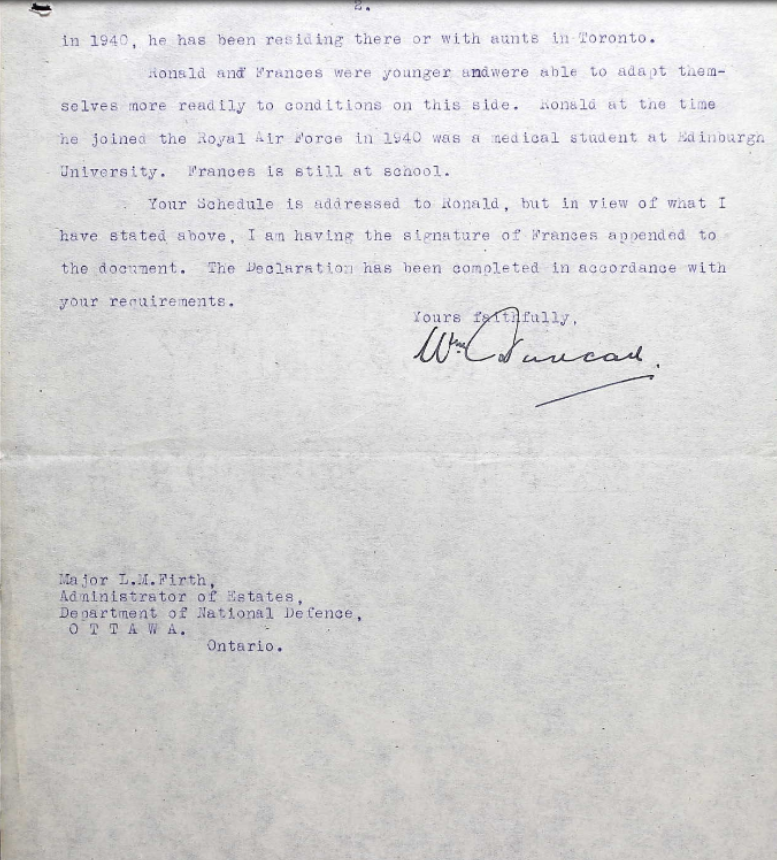 2.
in 1940, he has been residing there or with aunts in Toronto.
Ronald and Frances were younger andwere able to adapt them-
selves more readily to conditions on this side. Ronald at the time
he joined the Royal Air Force in 1940 was a medical student at Edinburgh
University. Frances is still at school.
Your Schedule is addressed to Ronald, but in view of what I
have stated above, I am having the signature of Frances appended to
the document. The Declaration has been completed in accordance with
your requirements.
Yours faithfully,
Wm. Duncan.
Major L.M.Firth,
Administrator of Estates,
Department of National Defence,
O T T A W A.
Ontario.